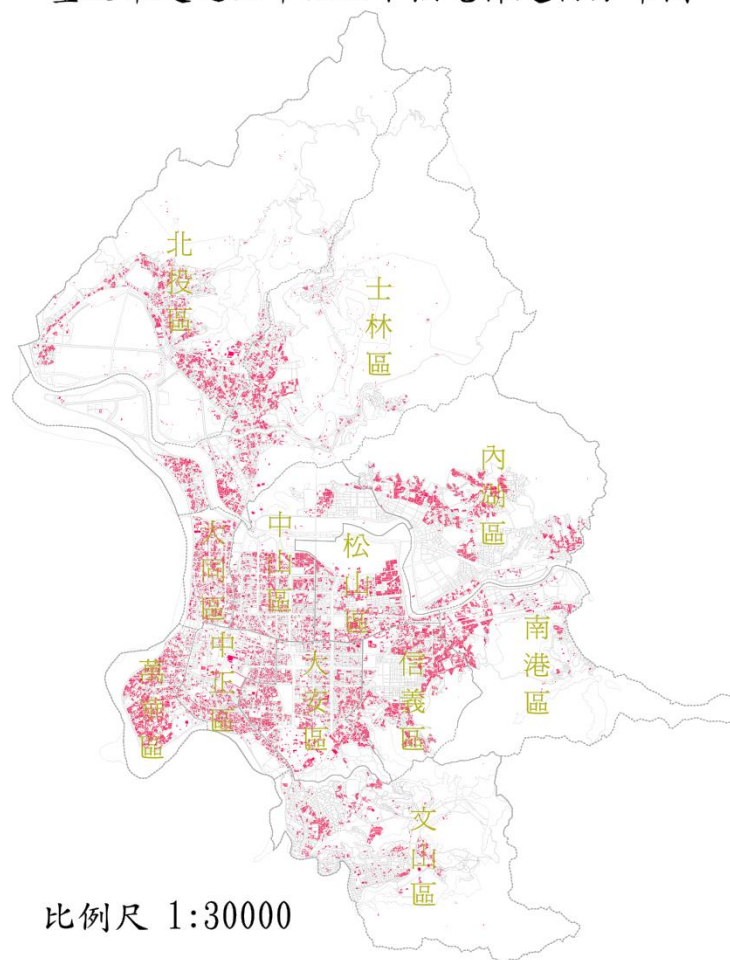 北投區
士林區
內湖區
中山區
松山區
大同區
南港區
中正區
萬華區
大安區
信義區
文山區
比例尺 1:30000